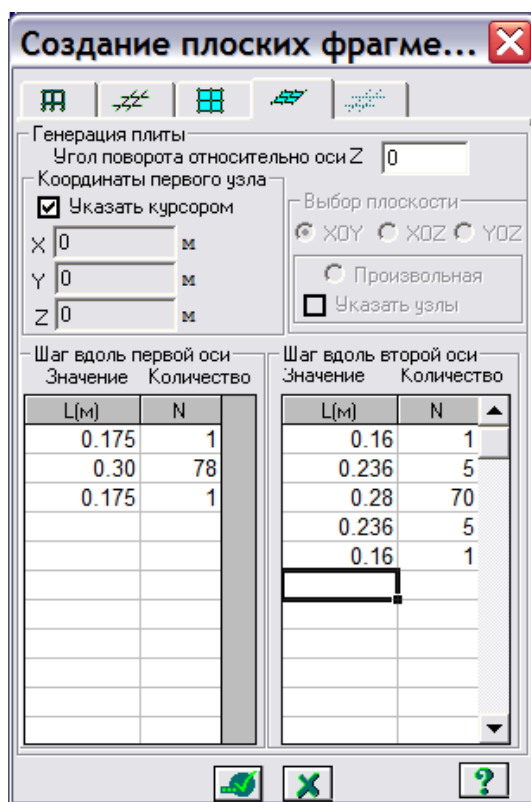 Создание плоских фрагме...
Генерация плиты
Угол поворота относительно оси Z 0
Координаты первого узла
Указать курсором
X 0 м
Y 0 м
Z 0 м
Выбор плоскости
X0Y X0Z Y0Z
Произвольная
Указать узлы
Шаг вдоль первой оси
Значение Количество
L(м) N
0.175 1
0.30 78
0.175 1
Шаг вдоль второй оси
Значение Количество
L(м) N
0.16 1
0.236 5
0.28 70
0.236 5
0.16 1
?